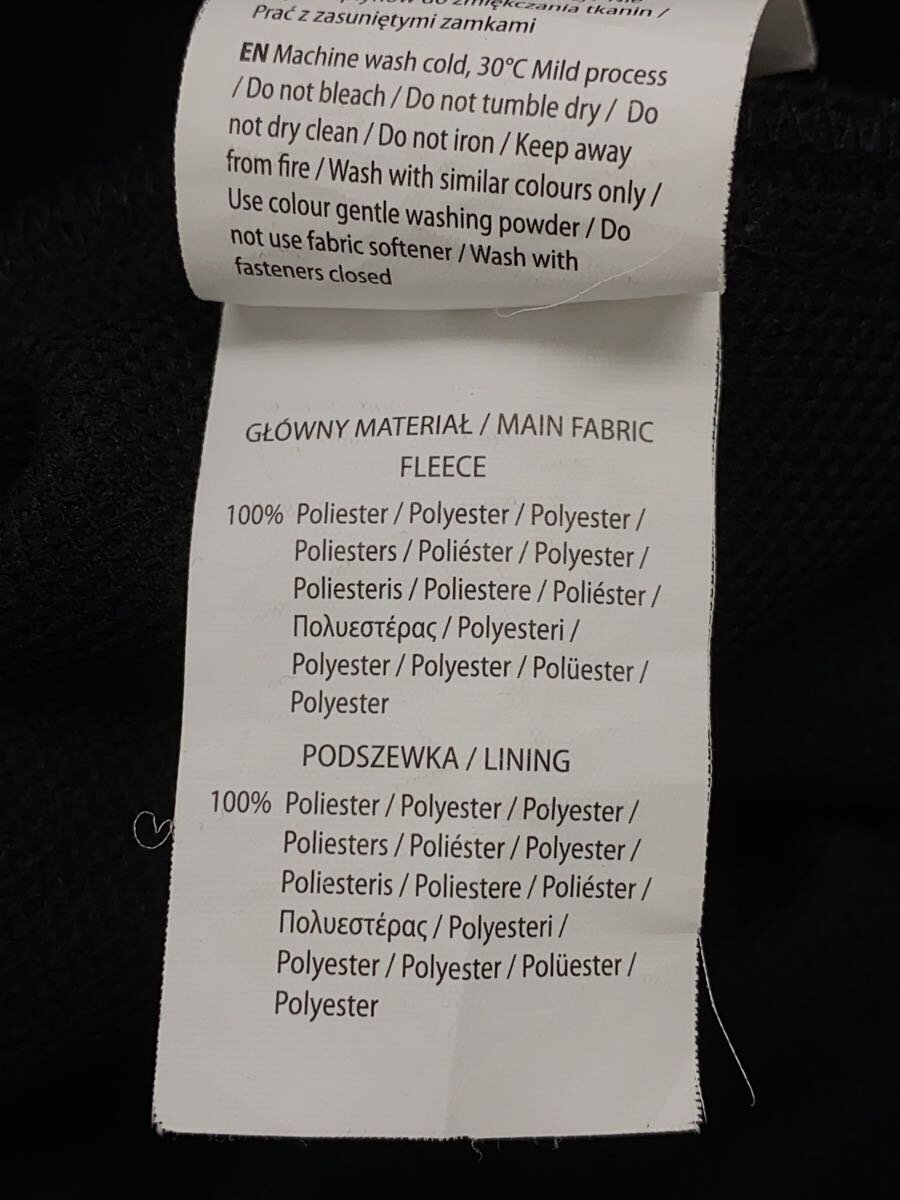 zmiękczania tkanin /
Prać z zasuniętymi zamkami
EN Machine wash cold, 30°C Mild process
/ Do not bleach / Do not tumble dry / Do
not dry clean / Do not iron / Keep away
from fire / Wash with similar colours only /
Use colour gentle washing powder / Do
not use fabric softener / Wash with
fasteners closed
GŁÓWNY MATERIAŁ / MAIN FABRIC
FLEECE
100% Poliester / Polyester / Polyester /
Poliesters / Poliéster / Polyester /
Poliesteris / Poliestere / Poliéster /
Πολυεστέρας / Polyesteri /
Polyester / Polyester / Polüester /
Polyester
PODSZEWKA / LINING
100% Poliester / Polyester / Polyester /
Poliesters / Poliéster / Polyester /
Poliesteris / Poliestere / Poliéster /
Πολυεστέρας / Polyesteri /
Polyester / Polyester / Polüester /
Polyester